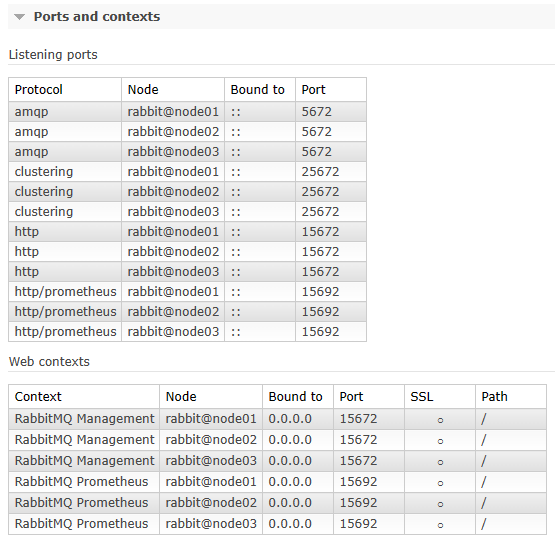 Ports and contexts
Listening ports
Protocol Node Bound to Port
amqp rabbit@node01 :: 5672
amqp rabbit@node02 :: 5672
amqp rabbit@node03 :: 5672
clustering rabbit@node01 :: 25672
clustering rabbit@node02 :: 25672
clustering rabbit@node03 :: 25672
http rabbit@node01 :: 15672
http rabbit@node02 :: 15672
http rabbit@node03 :: 15672
http/prometheus rabbit@node01 :: 15692
http/prometheus rabbit@node02 :: 15692
http/prometheus rabbit@node03 :: 15692
Web contexts
Context Node Bound to Port SSL Path
RabbitMQ Management rabbit@node01 0.0.0.0 15672 ○ /
RabbitMQ Management rabbit@node02 0.0.0.0 15672 ○ /
RabbitMQ Management rabbit@node03 0.0.0.0 15672 ○ /
RabbitMQ Prometheus rabbit@node01 0.0.0.0 15692 ○ /
RabbitMQ Prometheus rabbit@node02 0.0.0.0 15692 ○ /
RabbitMQ Prometheus rabbit@node03 0.0.0.0 15692 ○ /